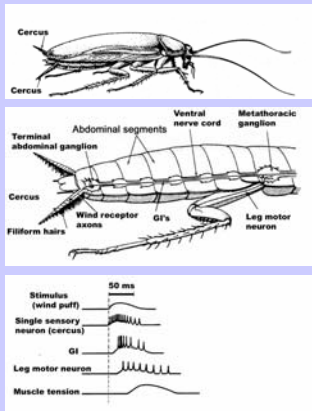 Cercus
Cercus
Ventral
nerve cord
Metathoracic
ganglion
Terminal
abdominal ganglion
Abdominal segments
Cercus
Wind receptor
axons
GI's
Leg motor
neuron
Filiform hairs
50 ms
Stimulus
(wind puff)
Single sensory
neuron (cercus)
GI
Leg motor neuron
Muscle tension